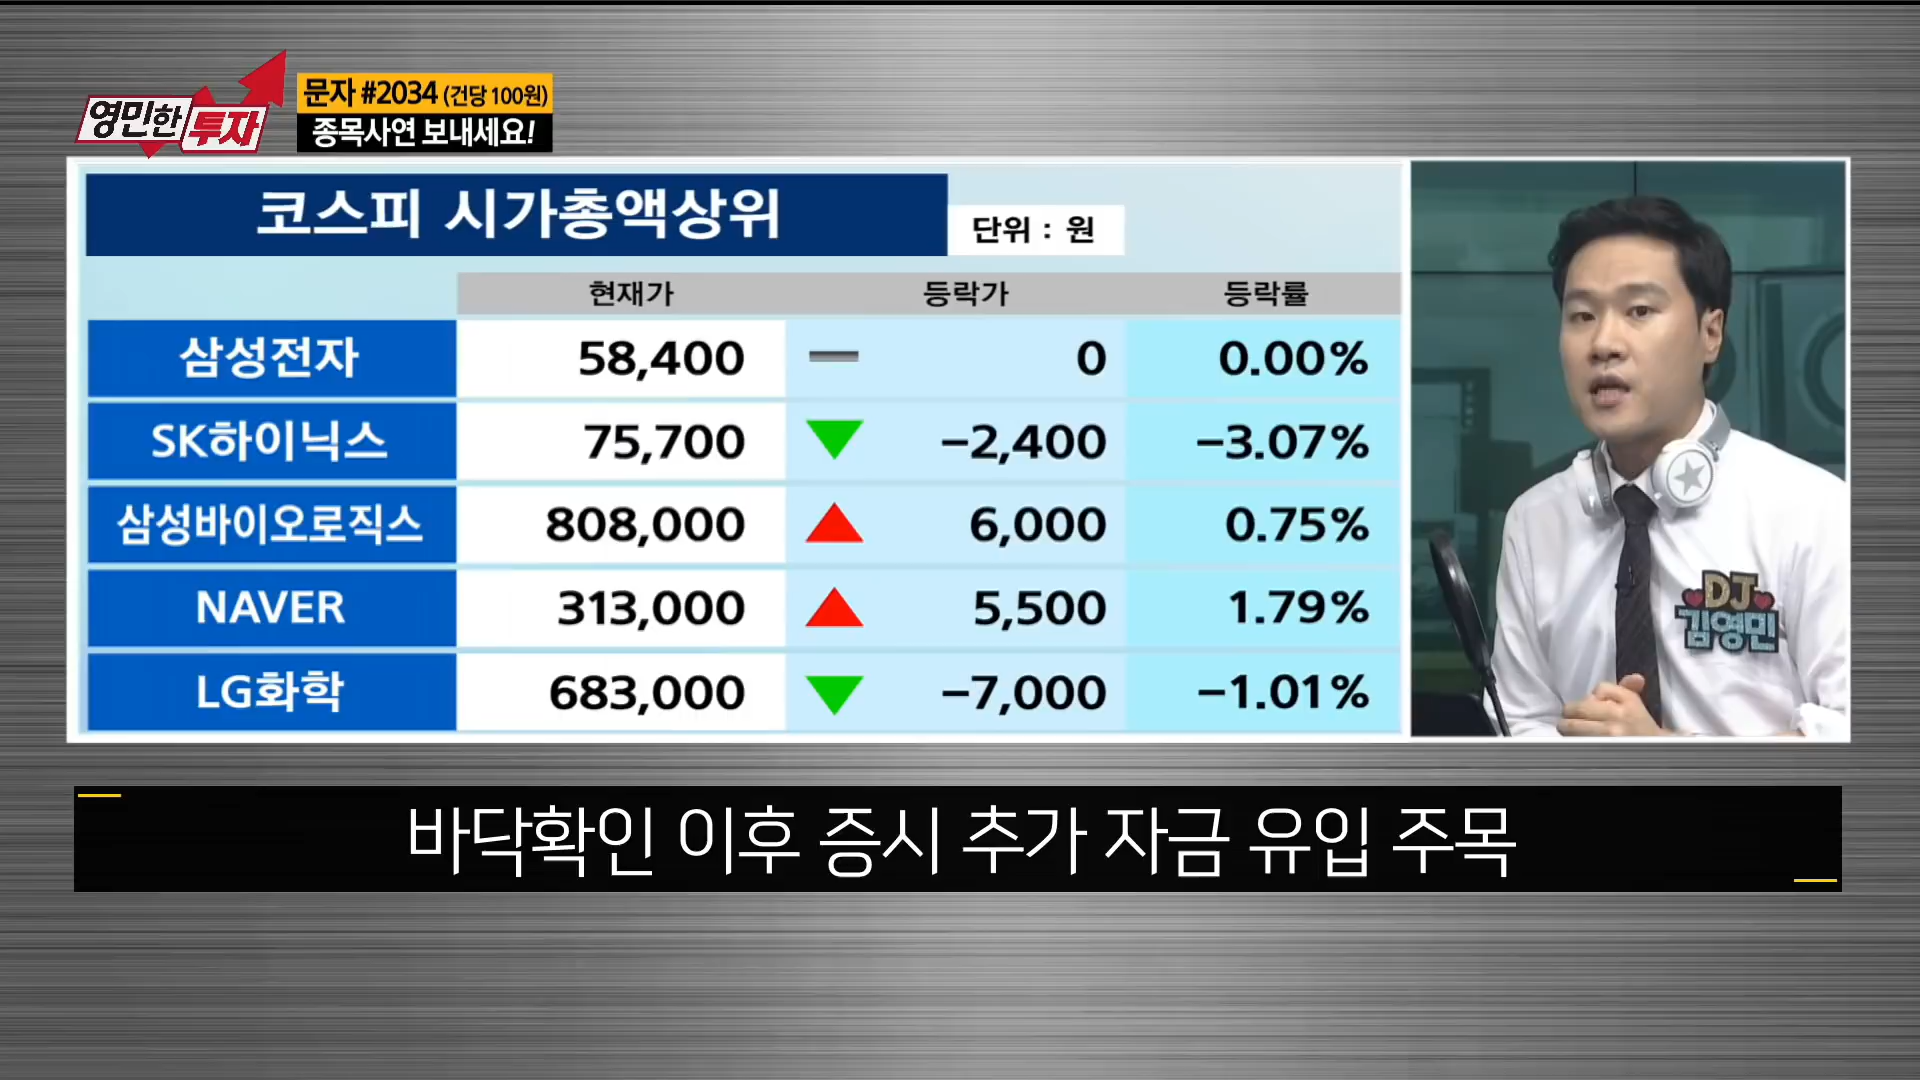 영민한 투자
문자 #2034 (건당 100원)
종목사연 보내세요!
코스피 시가총액상위
단위 : 원
현재가 등락가 등락률
삼성전자 58,400 0 0.00%
SK하이닉스 75,700 -2,400 -3.07%
삼성바이오로직스 808,000 6,000 0.75%
NAVER 313,000 5,500 1.79%
LG화학 683,000 -7,000 -1.01%
DJ
김영민
바닥확인 이후 증시 추가 자금 유입 주목